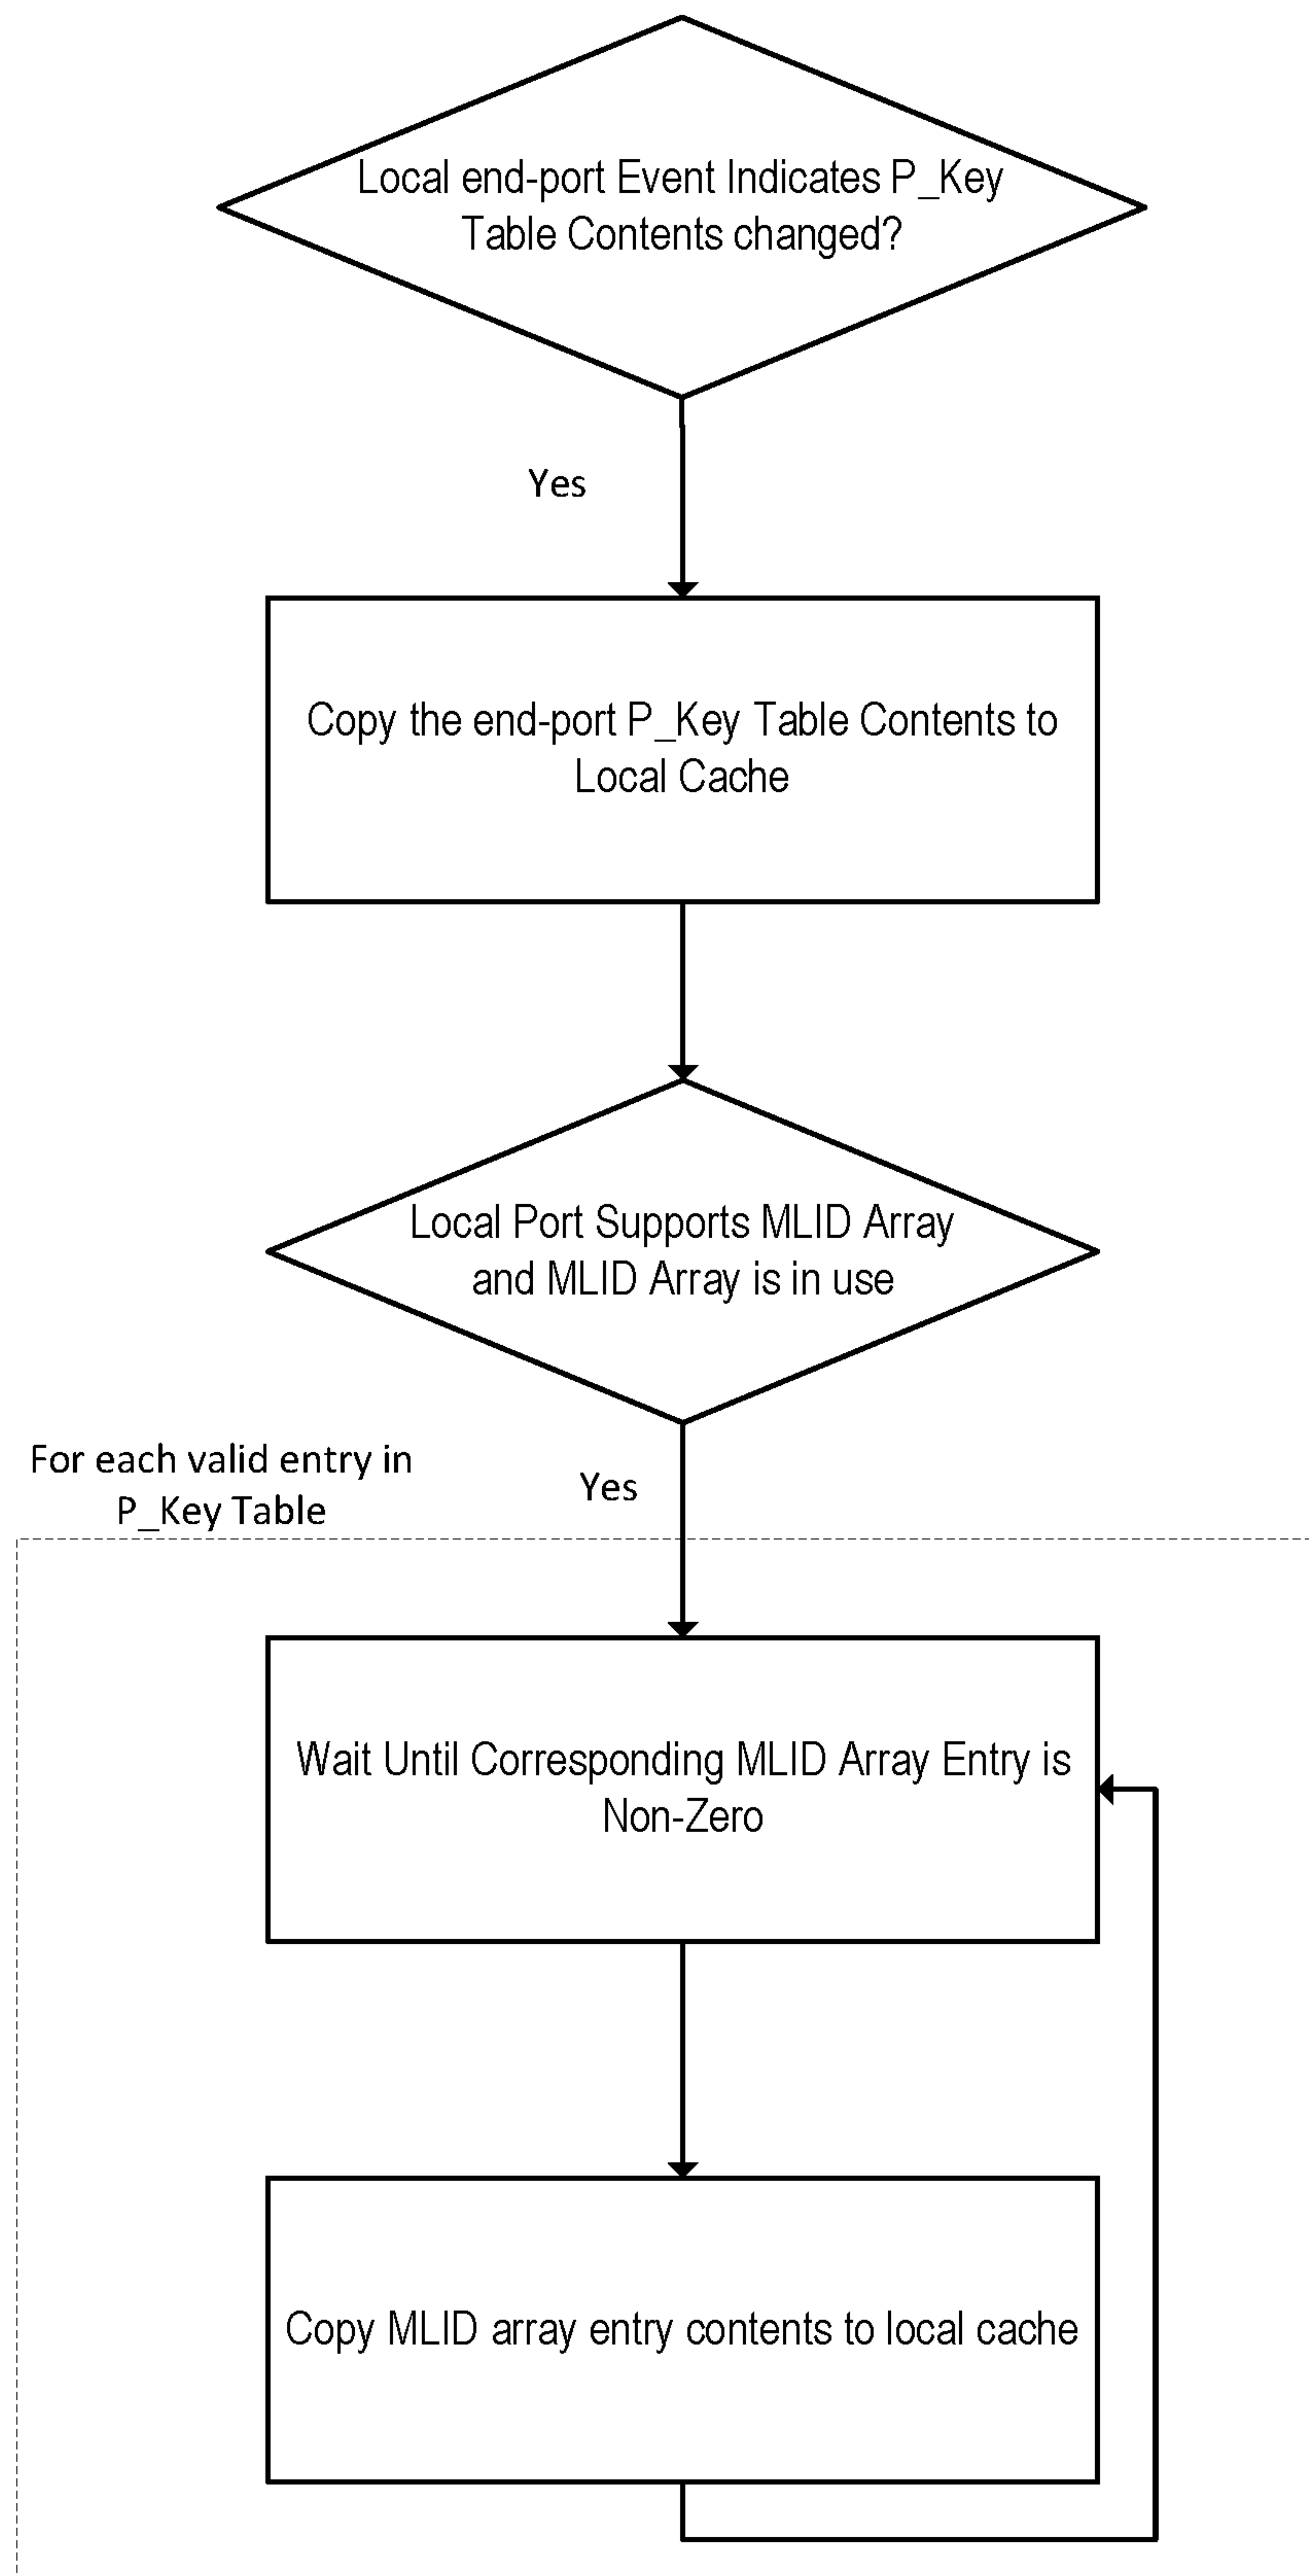 Local end-port Event Indicates P_Key
Table Contents changed?
Yes
Copy the end-port P_Key Table Contents to
Local Cache
Local Port Supports MLID Array
and MLID Array is in use
For each valid entry in
P_Key Table
Yes
Wait Until Corresponding MLID Array Entry is
Non-Zero
Copy MLID array entry contents to local cache